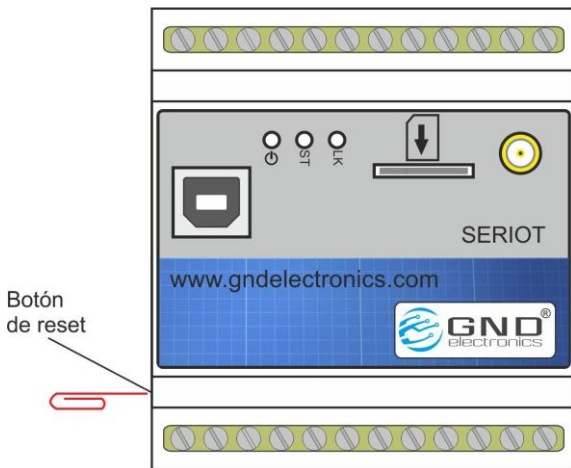 ST
LK
SERIOT
www.gndelectronics.com
Botón
de reset
GND®
electronics